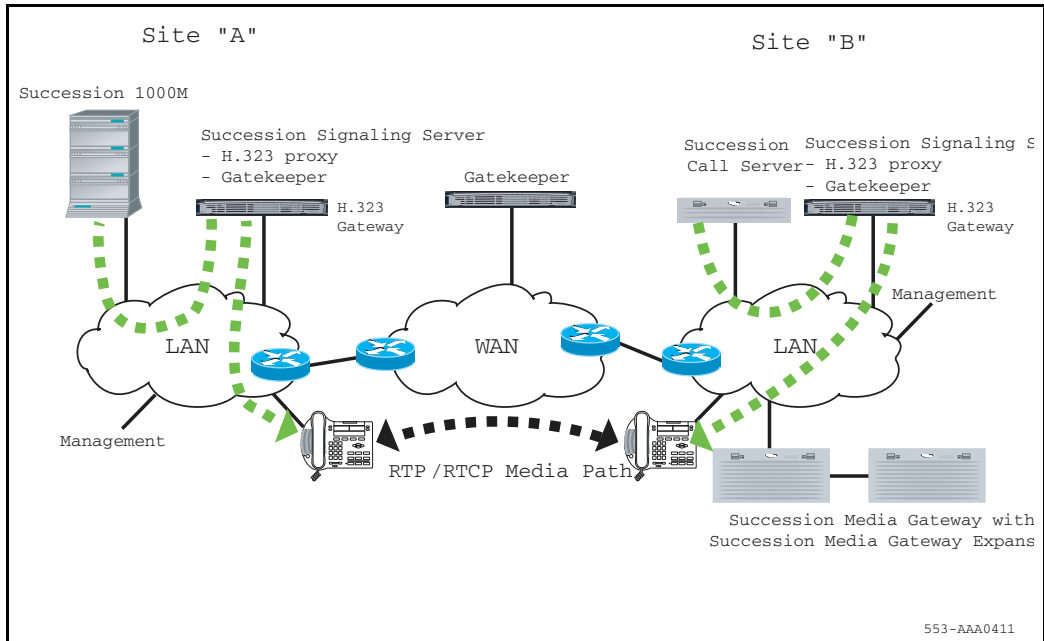 Site "A"
Site "B"
Succession 1000M
Succession Signaling Server
- H.323 proxy
- Gatekeeper
H.323
Gateway
Gatekeeper
Succession
Call Server
Succession Signaling S
- H.323 proxy
- Gatekeeper
H.323
Gateway
Management
LAN
WAN
LAN
Management
RTP/RTCP Media Path
Succession Media Gateway with
Succession Media Gateway Expans
553-AAA0411